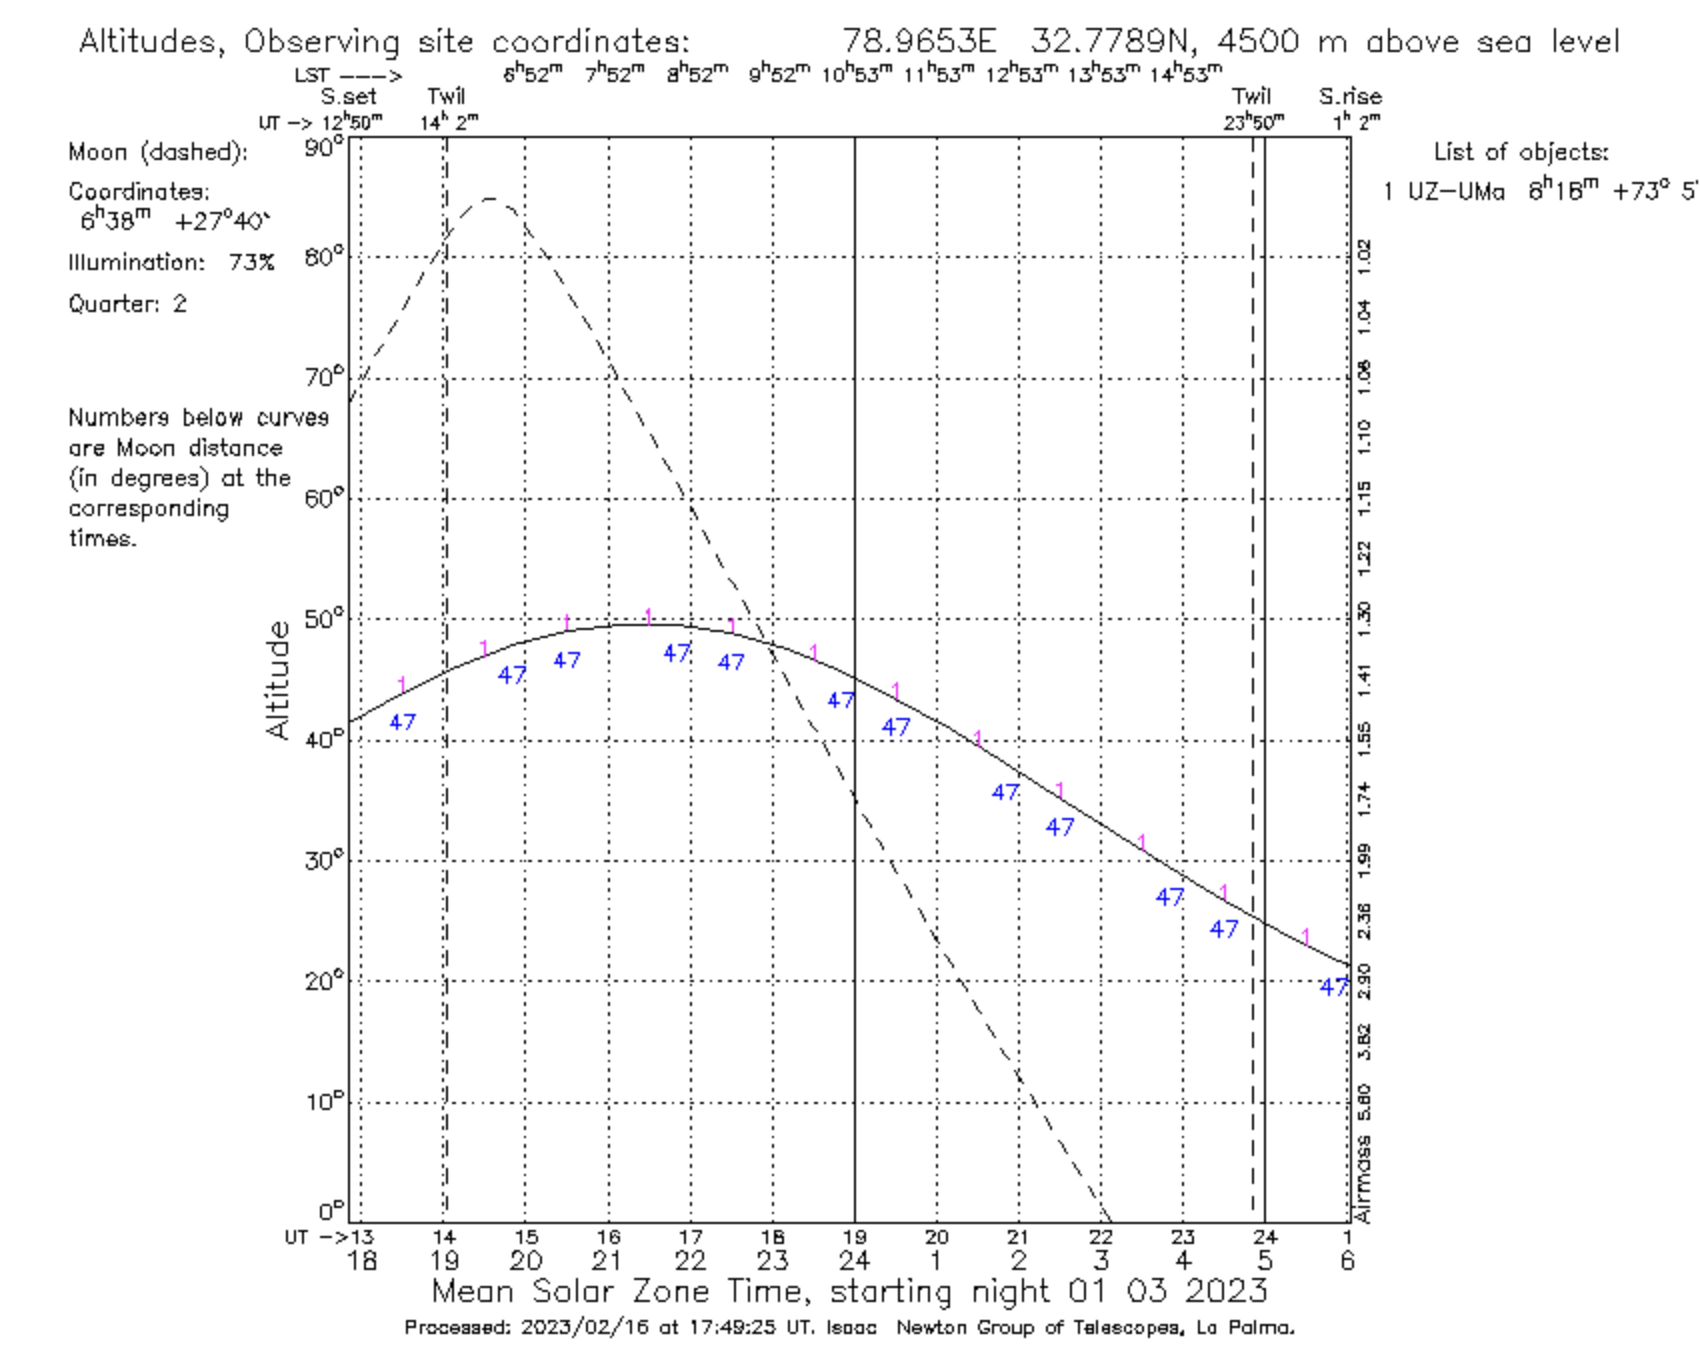 Altitudes, Observing site coordinates: 78.9653E 32.7789N, 4500 m above sea level
LST ----> 6h52m 7h52m 8h52m 9h52m 10h53m 11h53m 12h53m 13h53m 14h53m
S.set Twil Twil S.rise
UT -> 12h50m 14h 2m 23h50m 1h 2m
Moon (dashed):
Coordinates:
6h38m +27°40'
Illumination: 73%
Quarter: 2
Numbers below curves
are Moon distance
(in degrees) at the
corresponding
times.
List of objects:
1 UZ-UMa 8h18m +73° 5'
90°
80°
70°
60°
50°
40°
30°
20°
10°
0°
Altitude
1 1 1 1 1 1 1 1 1 1 1 1
47 47 47 47 47 47 47 47 47 47 47 47
1.02
1.04
1.06
1.10
1.15
1.22
1.30
1.41
1.55
1.74
1.99
2.36
2.90
3.82
5.80
Airmass
UT ->13 14 15 16 17 18 19 20 21 22 23 24 1
18 19 20 21 22 23 24 1 2 3 4 5 6
Mean Solar Zone Time, starting night 01 03 2023
Processed: 2023/02/16 at 17:49:25 UT. Isaac Newton Group of Telescopes, La Palma.